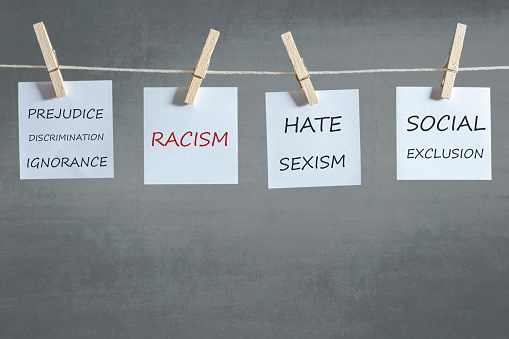 PREJUDICE
DISCRIMINATION
IGNORANCE
RACISM
HATE
SEXISM
SOCIAL
EXCLUSION